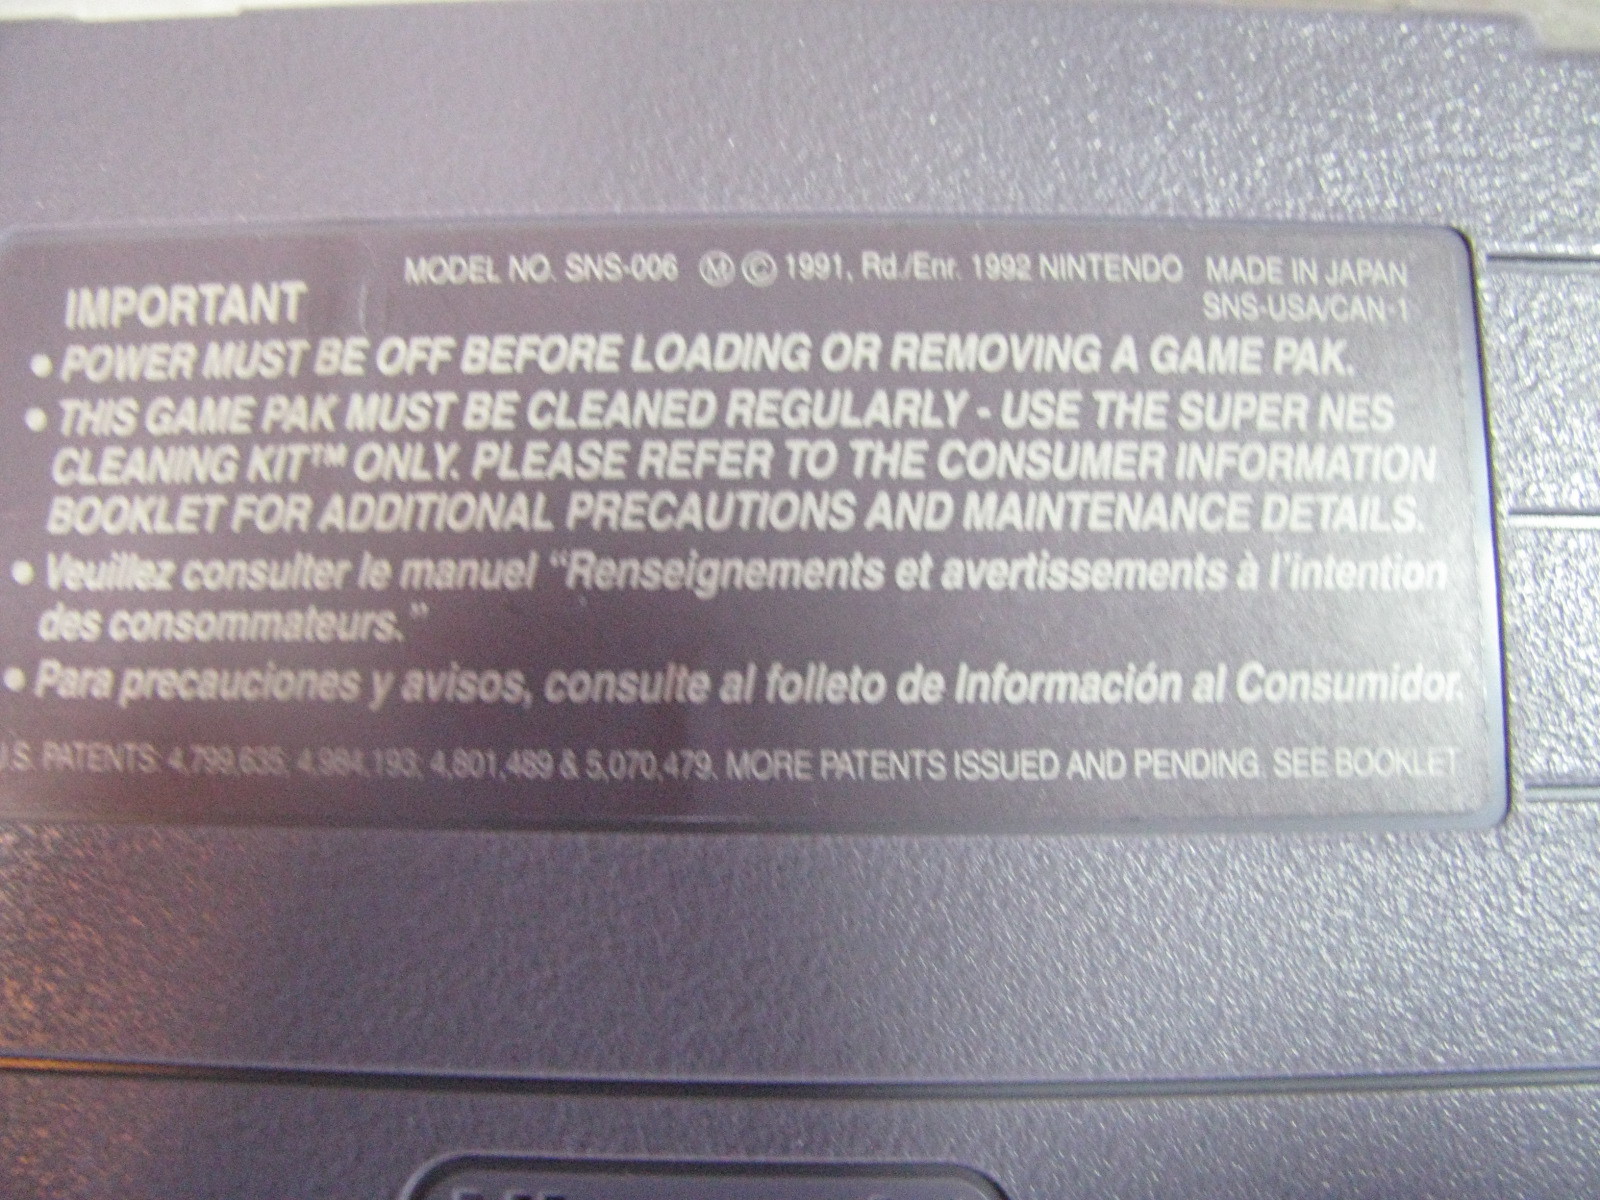 MODEL NO. SNS-006 Ⓜ © 1991, Rd./Enr. 1992 NINTENDO MADE IN JAPAN
SNS-USA/CAN-1
IMPORTANT
• POWER MUST BE OFF BEFORE LOADING OR REMOVING A GAME PAK.
• THIS GAME PAK MUST BE CLEANED REGULARLY - USE THE SUPER NES
CLEANING KIT™ ONLY. PLEASE REFER TO THE CONSUMER INFORMATION
BOOKLET FOR ADDITIONAL PRECAUTIONS AND MAINTENANCE DETAILS.
• Veuillez consulter le manuel “Renseignements et avertissements à l'intention
des consommateurs.”
• Para precauciones y avisos, consulte al folleto de Información al Consumidor.
U.S. PATENTS: 4,799,635; 4,984,193; 4,801,489 & 5,070,479. MORE PATENTS ISSUED AND PENDING. SEE BOOKLET